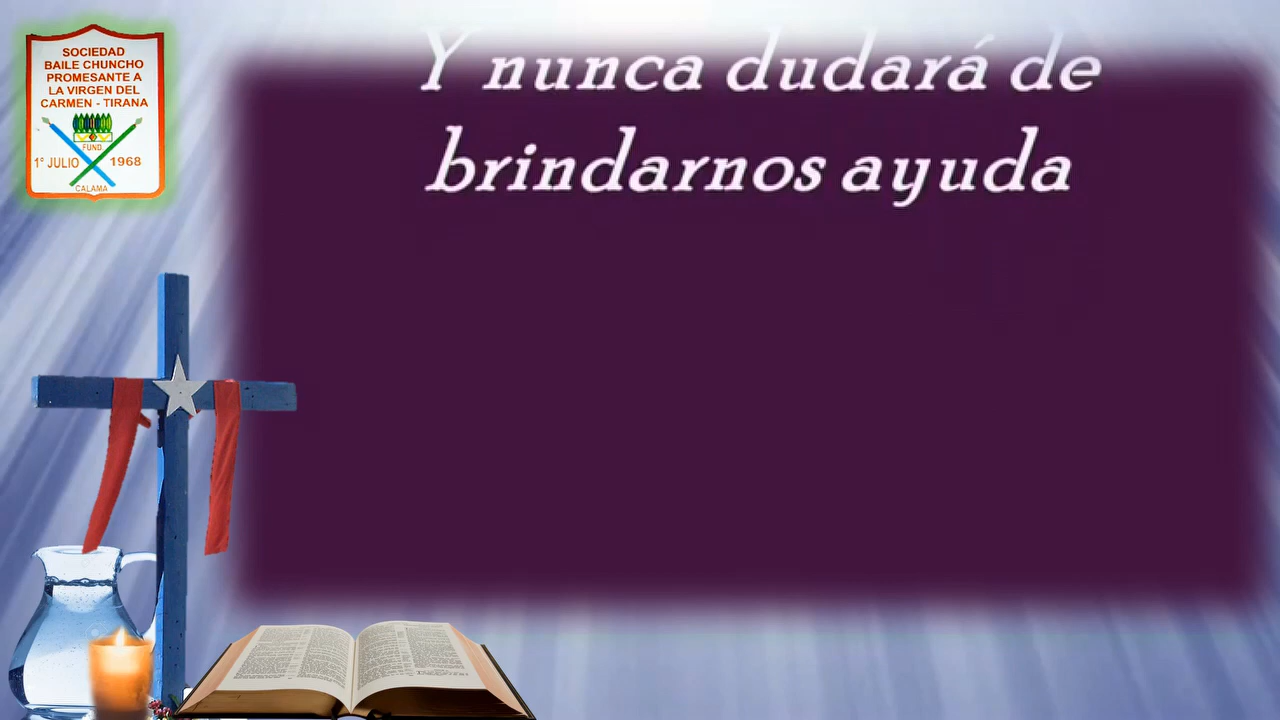 SOCIEDAD
BAILE CHUNCHO
PROMESANTE A
LA VIRGEN DEL
CARMEN - TIRANA
FUND
1° JULIO 1968
CALAMA
Y nunca dudará de
brindarnos ayuda